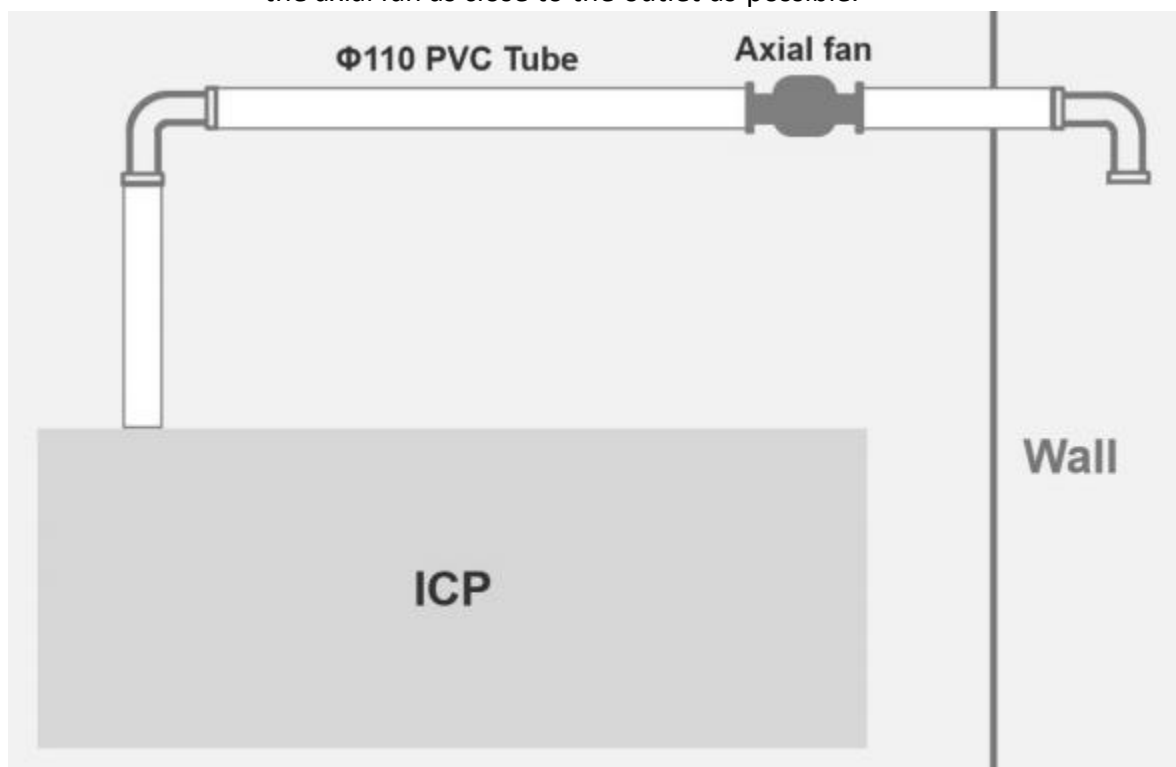 the axial fan as close to the outlet as possible.
Φ110 PVC Tube
Axial fan
Wall
ICP